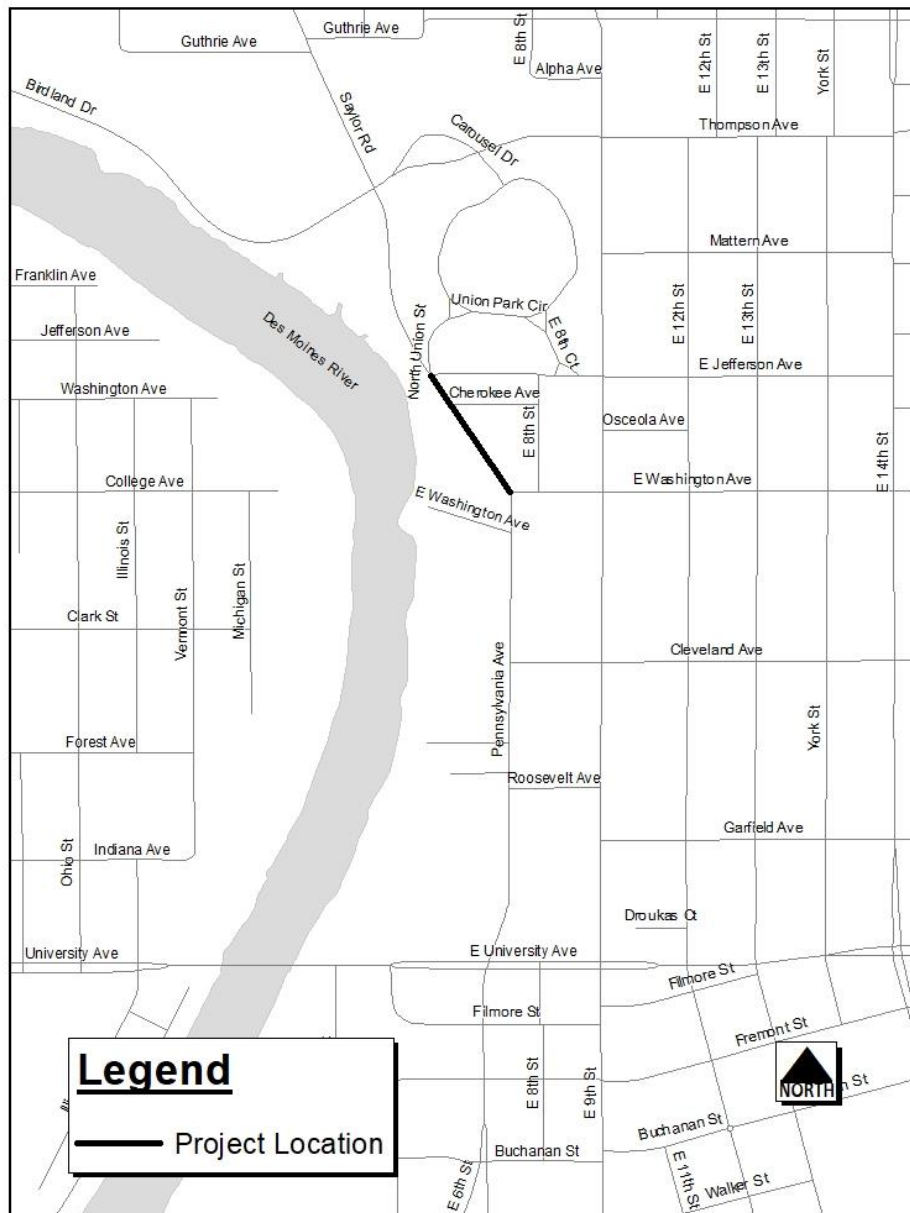 Guthrie Ave
Guthrie Ave
E 8th St
Alpha Ave
E 12th St
E 13th St
York St
Birdland Dr
Saylor Rd
Carousel Dr
Thompson Ave
Mattern Ave
Franklin Ave
Jefferson Ave
Des Moines River
North Union St
Union Park Cir
E 8th Ct
E 12th St
E 13th St
E Jefferson Ave
Washington Ave
Cherokee Ave
E 8th St
Osceola Ave
E 14th St
College Ave
E Washington Ave
E Washington Ave
Illinois St
Vermont St
Michigan St
Clark St
Cleveland Ave
Pennsylvania Ave
York St
Forest Ave
Roosevelt Ave
Garfield Ave
Ohio St
Indiana Ave
Droukas Ct
University Ave
E University Ave
Filmore St
Filmore St
Fremont St
E 8th St
E 9th St
NORTH
n St
Buchanan St
Buchanan St
E 6th St
E 11th St
Walker St
Legend
Project Location